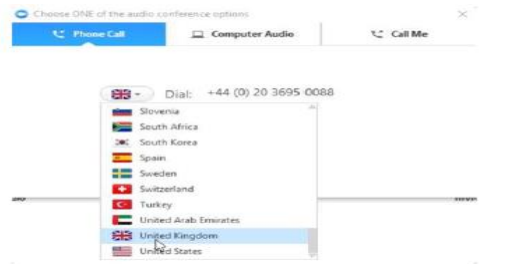 Choose ONE of the audio conference options
Phone Call
Computer Audio
Call Me
Dial: +44 (0) 20 3695 0088
Slovenia
South Africa
South Korea
Spain
Sweden
Switzerland
Turkey
United Arab Emirates
United Kingdom
United States